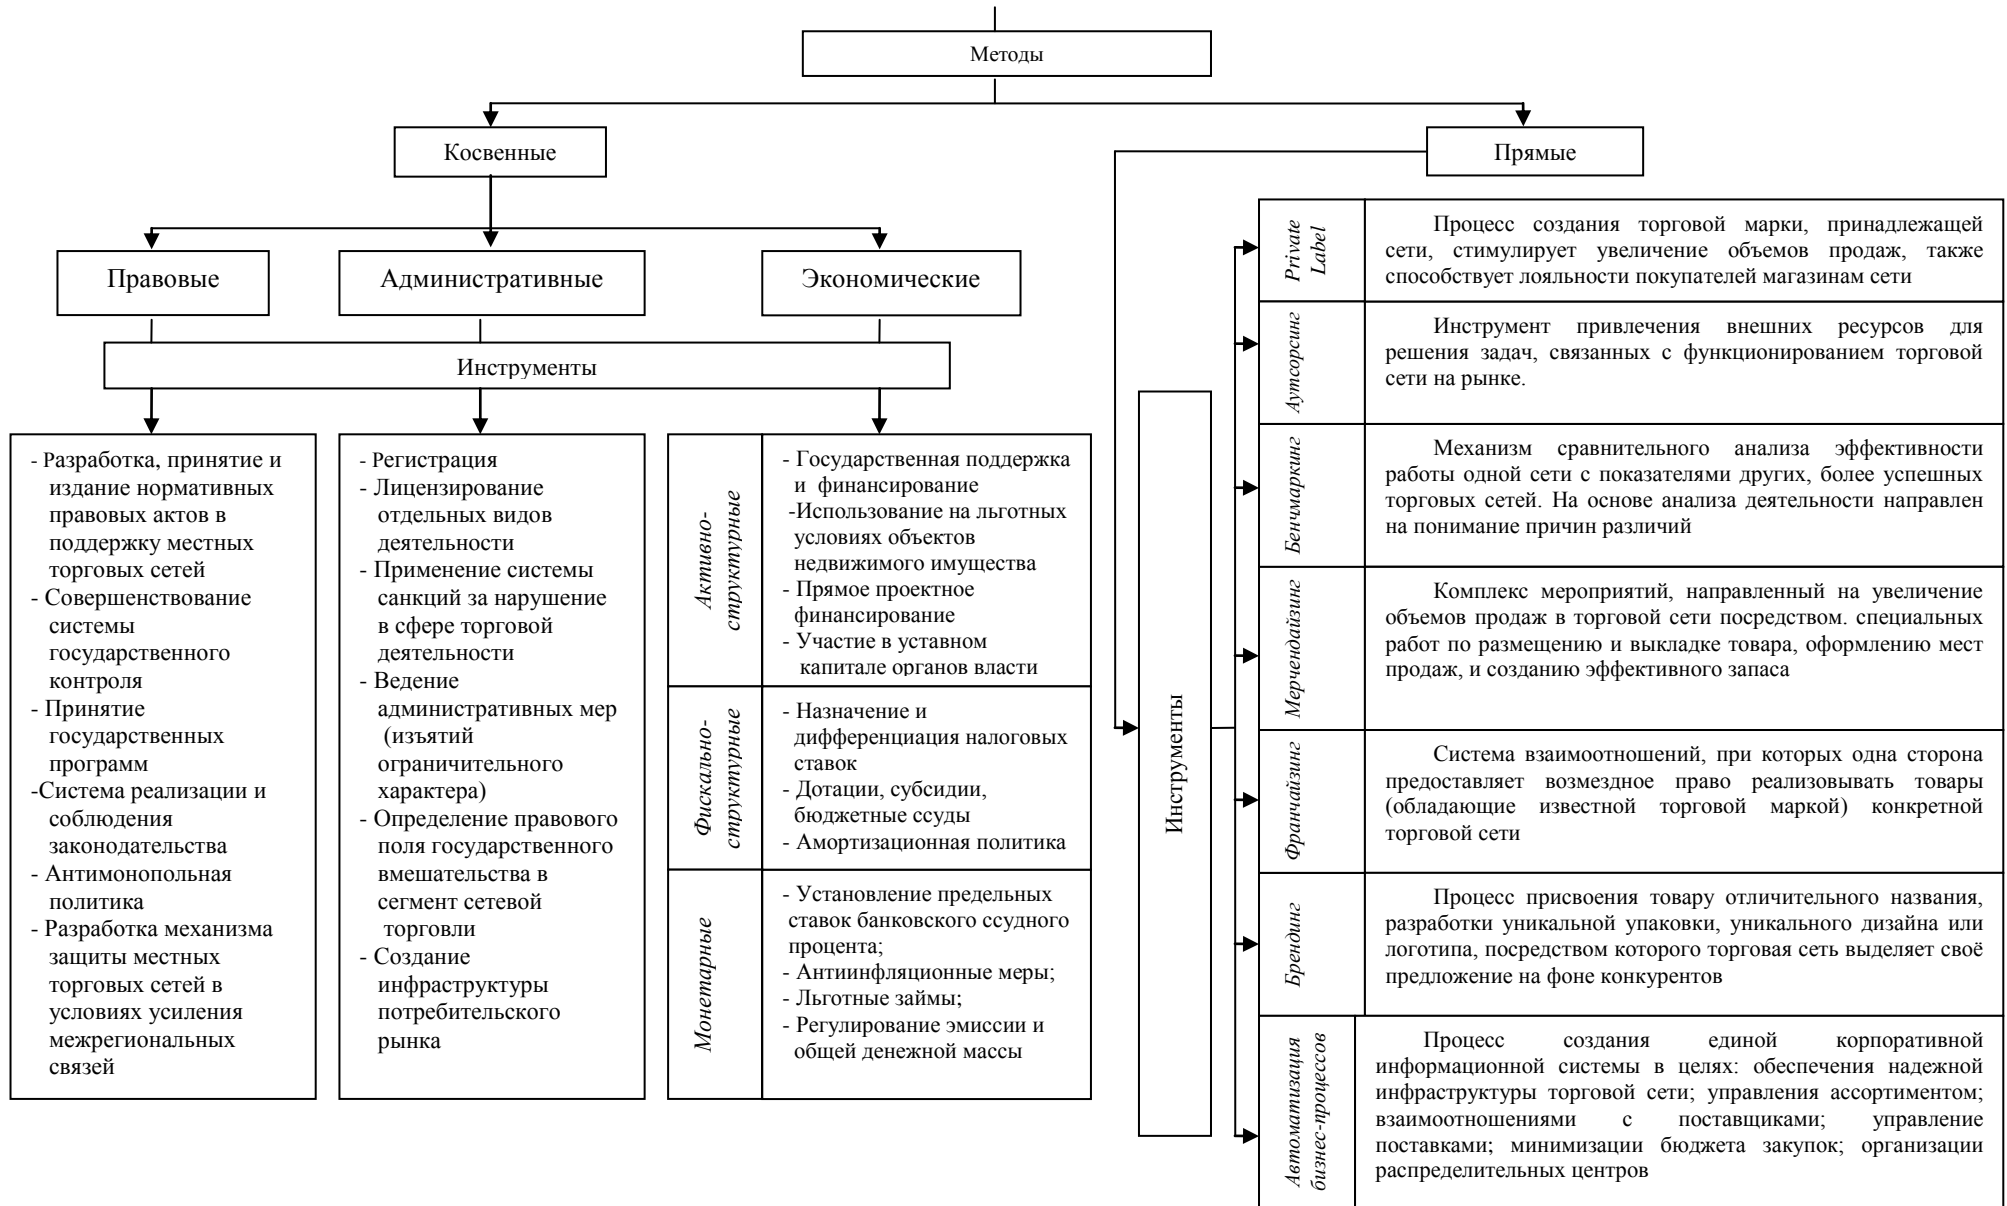 Методы
Косвенные
Прямые
Правовые
Административные
Экономические
Инструменты
- Разработка, принятие и
издание нормативных
правовых актов в
поддержку местных
торговых сетей
- Совершенствование
системы
государственного
контроля
- Принятие
государственных
программ
-Система реализации и
соблюдения
законодательства
- Антимонопольная
политика
- Разработка механизма
защиты местных
торговых сетей в
условиях усиления
межрегиональных
связей
- Регистрация
- Лицензирование
отдельных видов
деятельности
- Применение системы
санкций за нарушение
в сфере торговой
деятельности
- Ведение
административных мер
(изъятий
ограничительного
характера)
- Определение правового
поля государственного
вмешательства в
сегмент сетевой
торговли
- Создание
инфраструктуры
потребительского
рынка
Активно-
структурные
- Государственная поддержка
и финансирование
-Использование на льготных
условиях объектов
недвижимого имущества
- Прямое проектное
финансирование
- Участие в уставном
капитале органов власти
Фискально-
структурные
- Назначение и
дифференциация налоговых
ставок
- Дотации, субсидии,
бюджетные ссуды
- Амортизационная политика
Монетарные
- Установление предельных
ставок банковского ссудного
процента;
- Антиинфляционные меры;
- Льготные займы;
- Регулирование эмиссии и
общей денежной массы
Инструменты
Private
Label
Процесс создания торговой марки, принадлежащей
сети, стимулирует увеличение объемов продаж, также
способствует лояльности покупателей магазинам сети
Аутсорсинг
Инструмент привлечения внешних ресурсов для
решения задач, связанных с функционированием торговой
сети на рынке.
Бенчмаркинг
Механизм сравнительного анализа эффективности
работы одной сети с показателями других, более успешных
торговых сетей. На основе анализа деятельности направлен
на понимание причин различий
Мерчендайзинг
Комплекс мероприятий, направленный на увеличение
объемов продаж в торговой сети посредством. специальных
работ по размещению и выкладке товара, оформлению мест
продаж, и созданию эффективного запаса
Франчайзинг
Система взаимоотношений, при которых одна сторона
предоставляет возмездное право реализовывать товары
(обладающие известной торговой маркой) конкретной
торговой сети
Брендинг
Процесс присвоения товару отличительного названия,
разработки уникальной упаковки, уникального дизайна или
логотипа, посредством которого торговая сеть выделяет своё
предложение на фоне конкурентов
Автоматизация
бизнес-процессов
Процесс создания единой корпоративной
информационной системы в целях: обеспечения надежной
инфраструктуры торговой сети; управления ассортиментом;
взаимоотношениями с поставщиками; управление
поставками; минимизации бюджета закупок; организации
распределительных центров